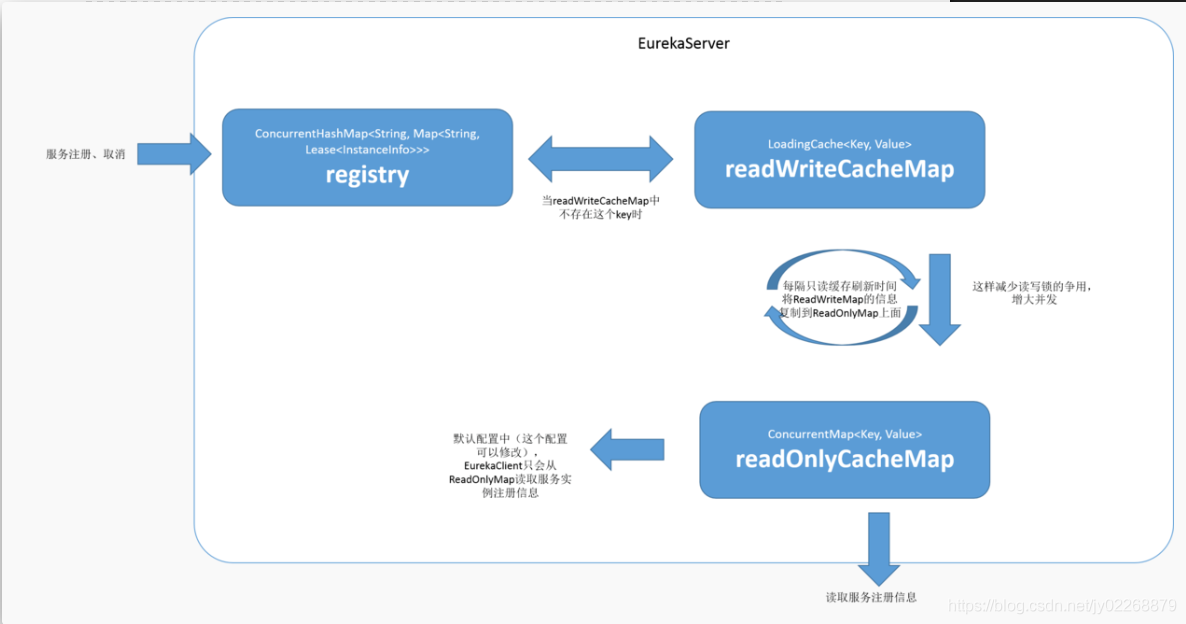 EurekaServer
服务注册、取消
ConcurrentHashMap<String, Map<String,
Lease<InstanceInfo>>>
registry
当readWriteCacheMap中
不存在这个key时
LoadingCache<Key, Value>
readWriteCacheMap
每隔只读缓存刷新时间
将ReadWriteMap的信息
复制到ReadOnlyMap上面
这样减少读写锁的争用，
增大并发
默认配置中（这个配置
可以修改），
EurekaClient只会从
ReadOnlyMap读取服务实
例注册信息
ConcurrentMap<Key, Value>
readOnlyCacheMap
读取服务注册信息
https://blog.csdn.net/jy02268879